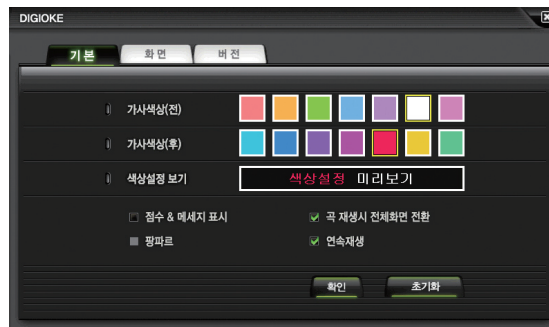 DIGIOKE
기본 화면 버전
가사색상(전)
가사색상(후)
색상설정 보기 색상설정 미리보기
점수 & 메세지 표시 곡 재생시 전체화면 전환
팡파르 연속재생
확인 초기화